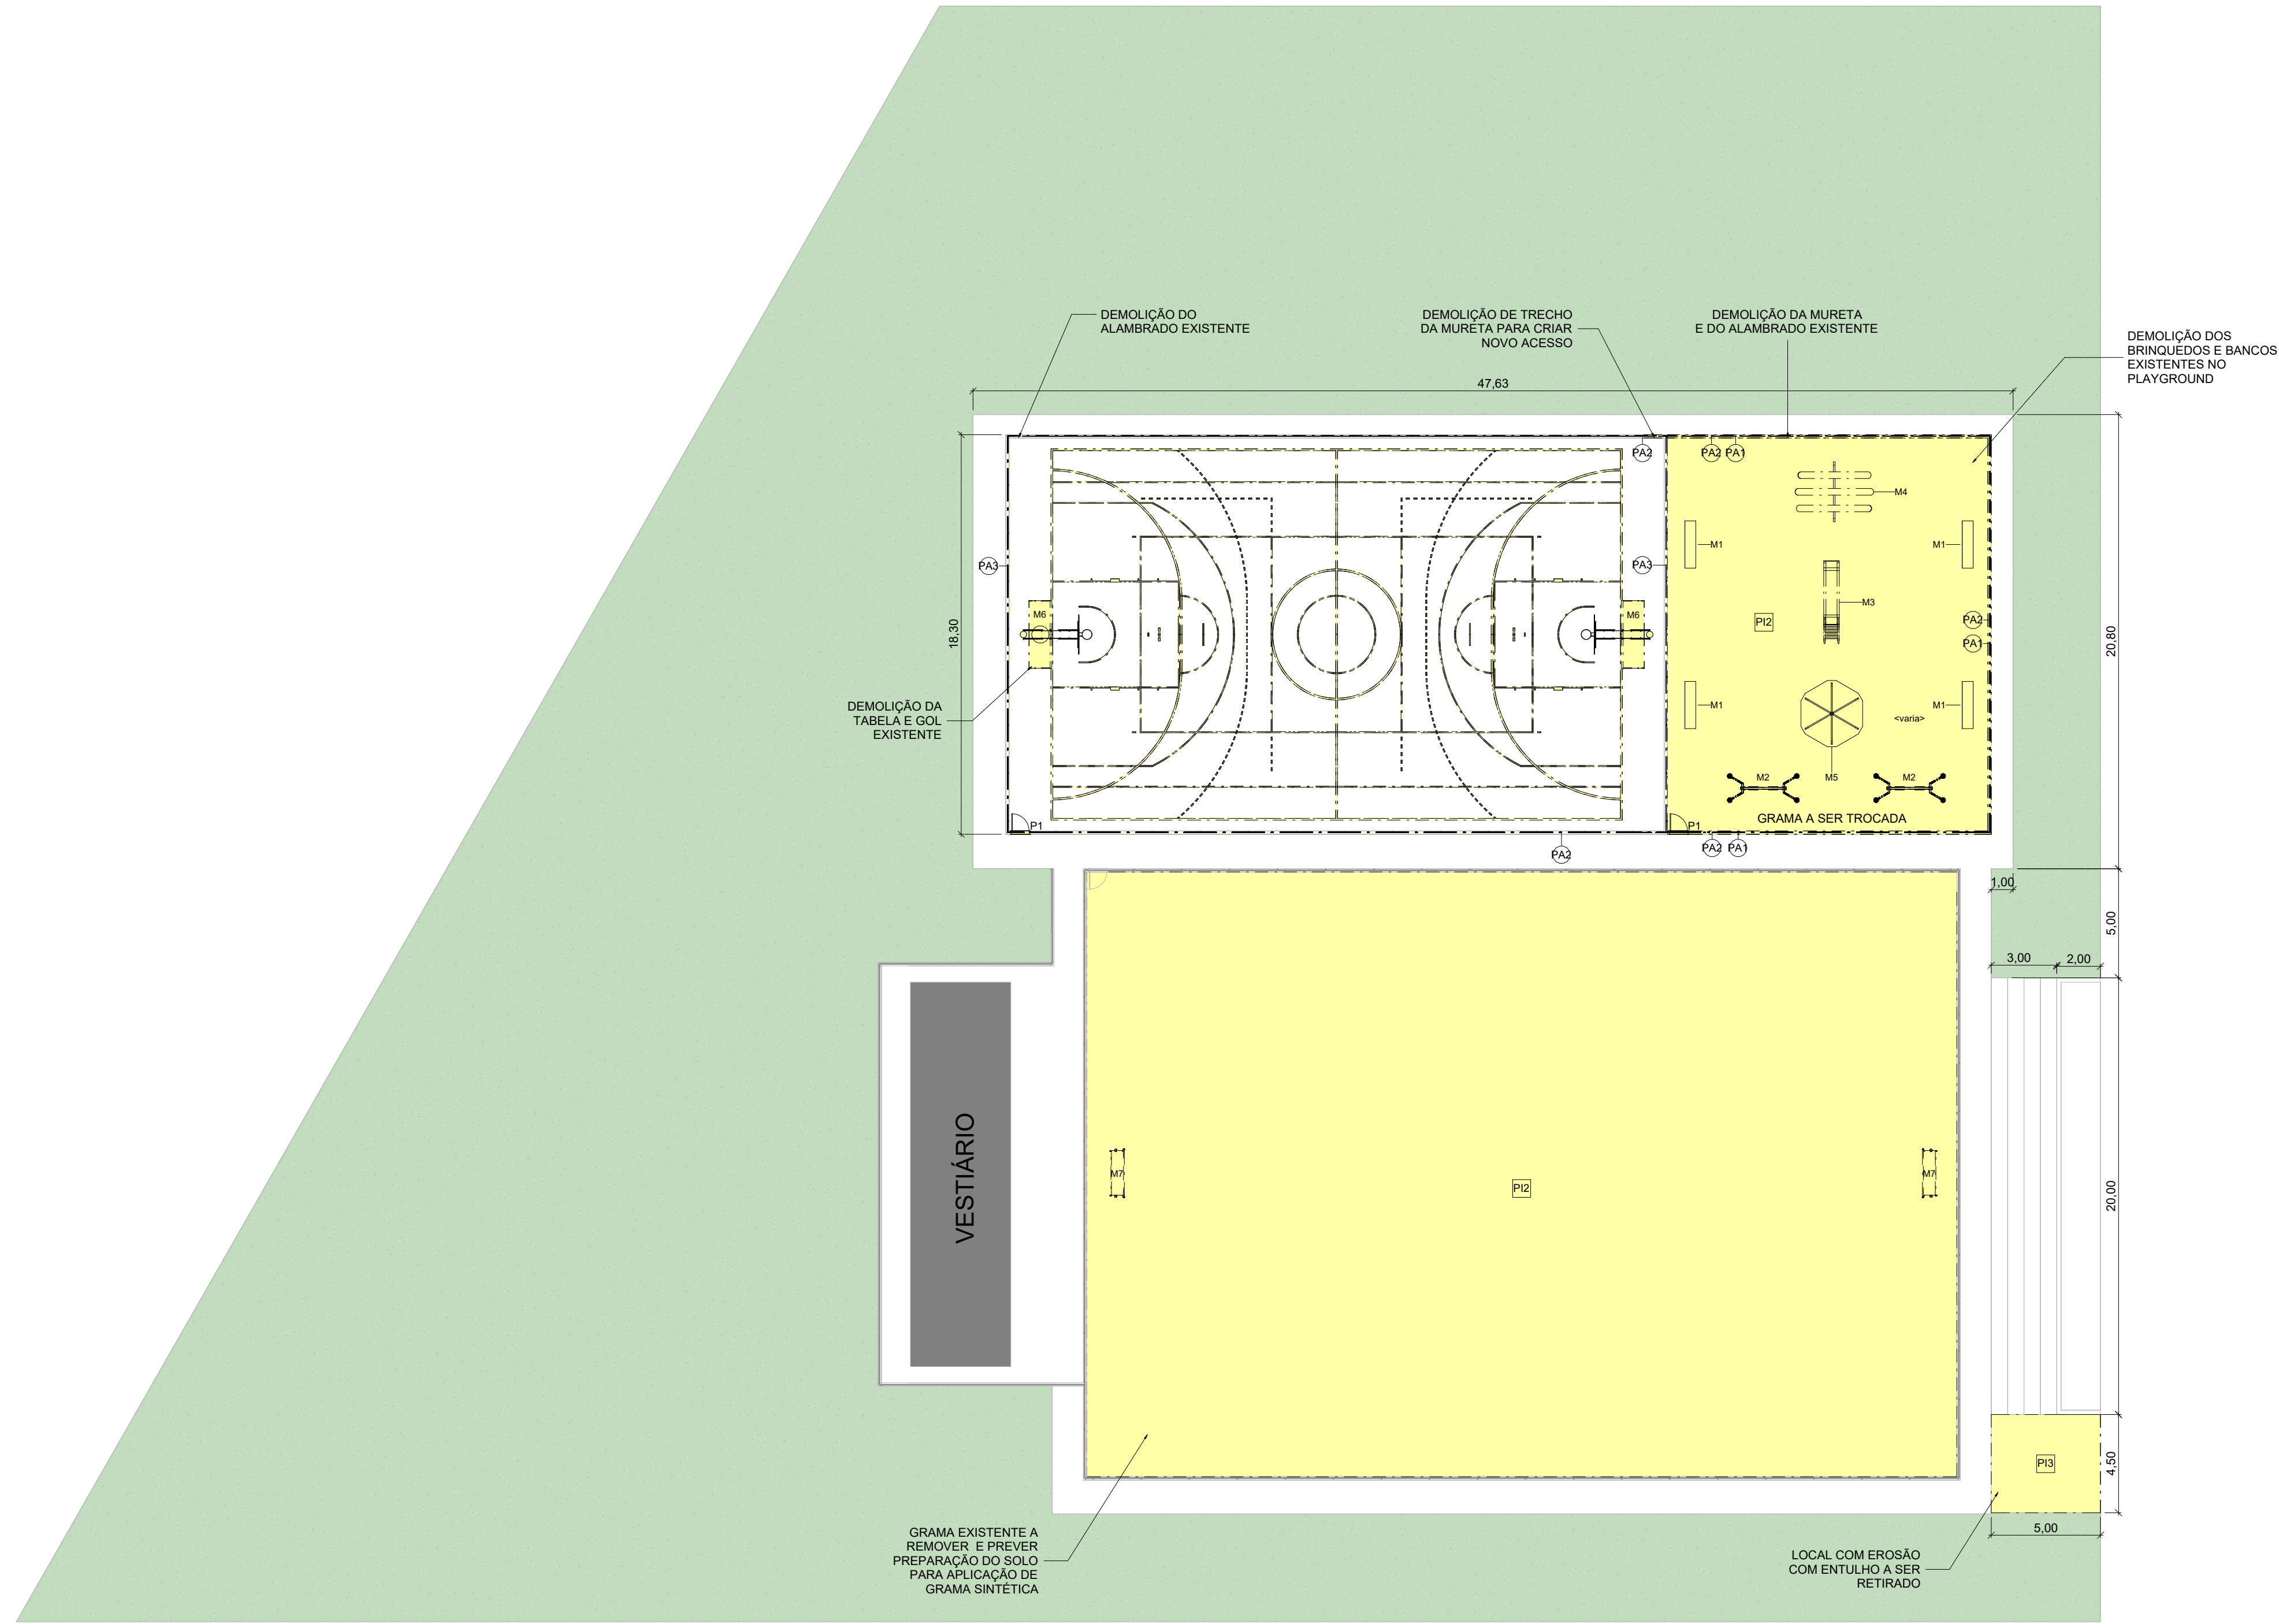 DEMOLIÇÃO DO
ALAMBRADO EXISTENTE
DEMOLIÇÃO DE TRECHO
DA MURETA PARA CRIAR
NOVO ACESSO
DEMOLIÇÃO DA MURETA
E DO ALAMBRADO EXISTENTE
DEMOLIÇÃO DOS
BRINQUEDOS E BANCOS
EXISTENTES NO
PLAYGROUND
47,63
PA2
PA2
PA1
M4
M1
M1
PA3
PA3
M3
M6
M6
PI2
PA2
PA1
18,30
20,80
DEMOLIÇÃO DA
TABELA E GOL
EXISTENTE
M1
M1
<varia>
M2
M5
M2
GRAMA A SER TROCADA
P1
P1
PA2
PA2
PA1
1,00
5,00
3,00
2,00
VESTIÁRIO
M7
M7
PI2
20,00
PI3
4,50
5,00
GRAMA EXISTENTE A
REMOVER E PREVER
PREPARAÇÃO DO SOLO
PARA APLICAÇÃO DE
GRAMA SINTÉTICA
LOCAL COM EROSÃO
COM ENTULHO A SER
RETIRADO